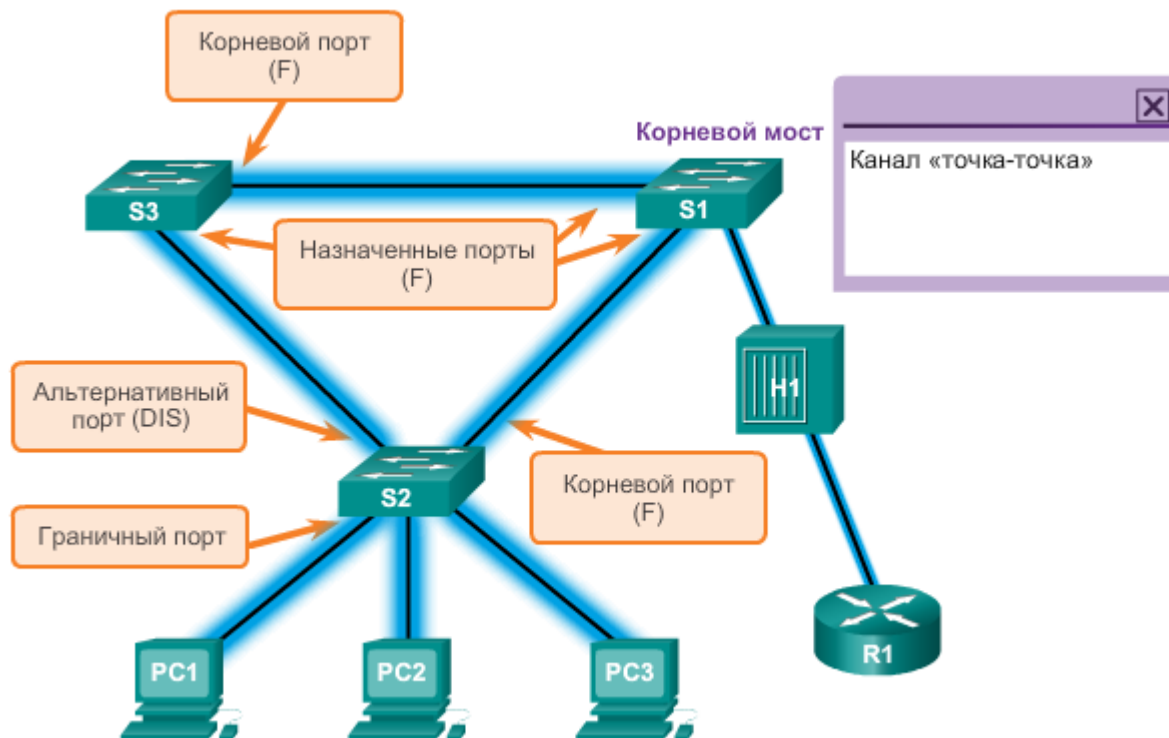 Корневой порт
(F)
Корневой мост
Канал «точка-точка»
S3
S1
Назначенные порты
(F)
H1
Альтернативный
порт (DIS)
S2
Корневой порт
(F)
Граничный порт
R1
PC1
PC2
PC3